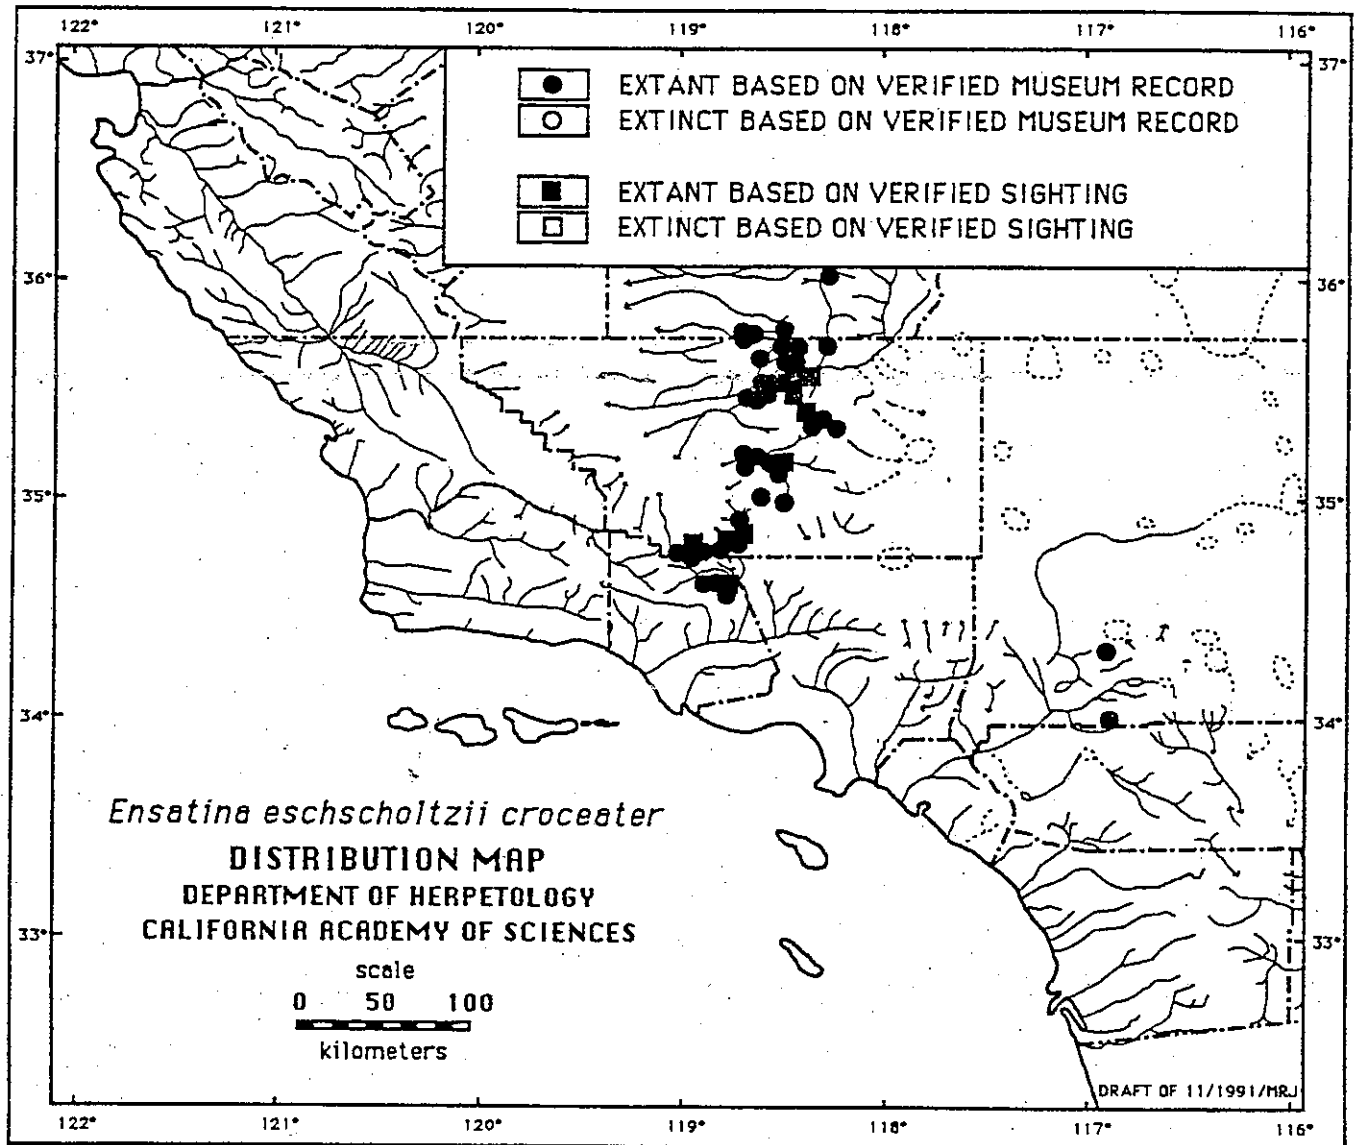 122° 121° 120° 119° 118° 117° 116°
37° 37°
EXTANT BASED ON VERIFIED MUSEUM RECORD
EXTINCT BASED ON VERIFIED MUSEUM RECORD
EXTANT BASED ON VERIFIED SIGHTING
EXTINCT BASED ON VERIFIED SIGHTING
36° 36°
35° 35°
34° 34°
Ensatina eschscholtzii croceater
DISTRIBUTION MAP
DEPARTMENT OF HERPETOLOGY
CALIFORNIA ACADEMY OF SCIENCES
33° 33°
scale
0 50 100
kilometers
DRAFT OF 11/1991/MRJ
122° 121° 120° 119° 118° 117° 116°